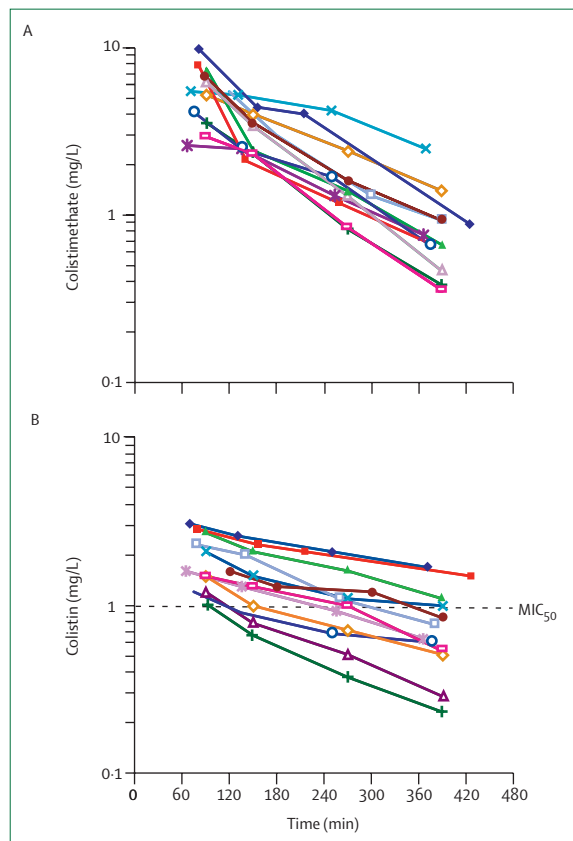 A
10
1
0·1
Colistimethate (mg/L)
B
10
1
0·1
Colistin (mg/L)
MIC50
0 60 120 180 240 300 360 420 480
Time (min)